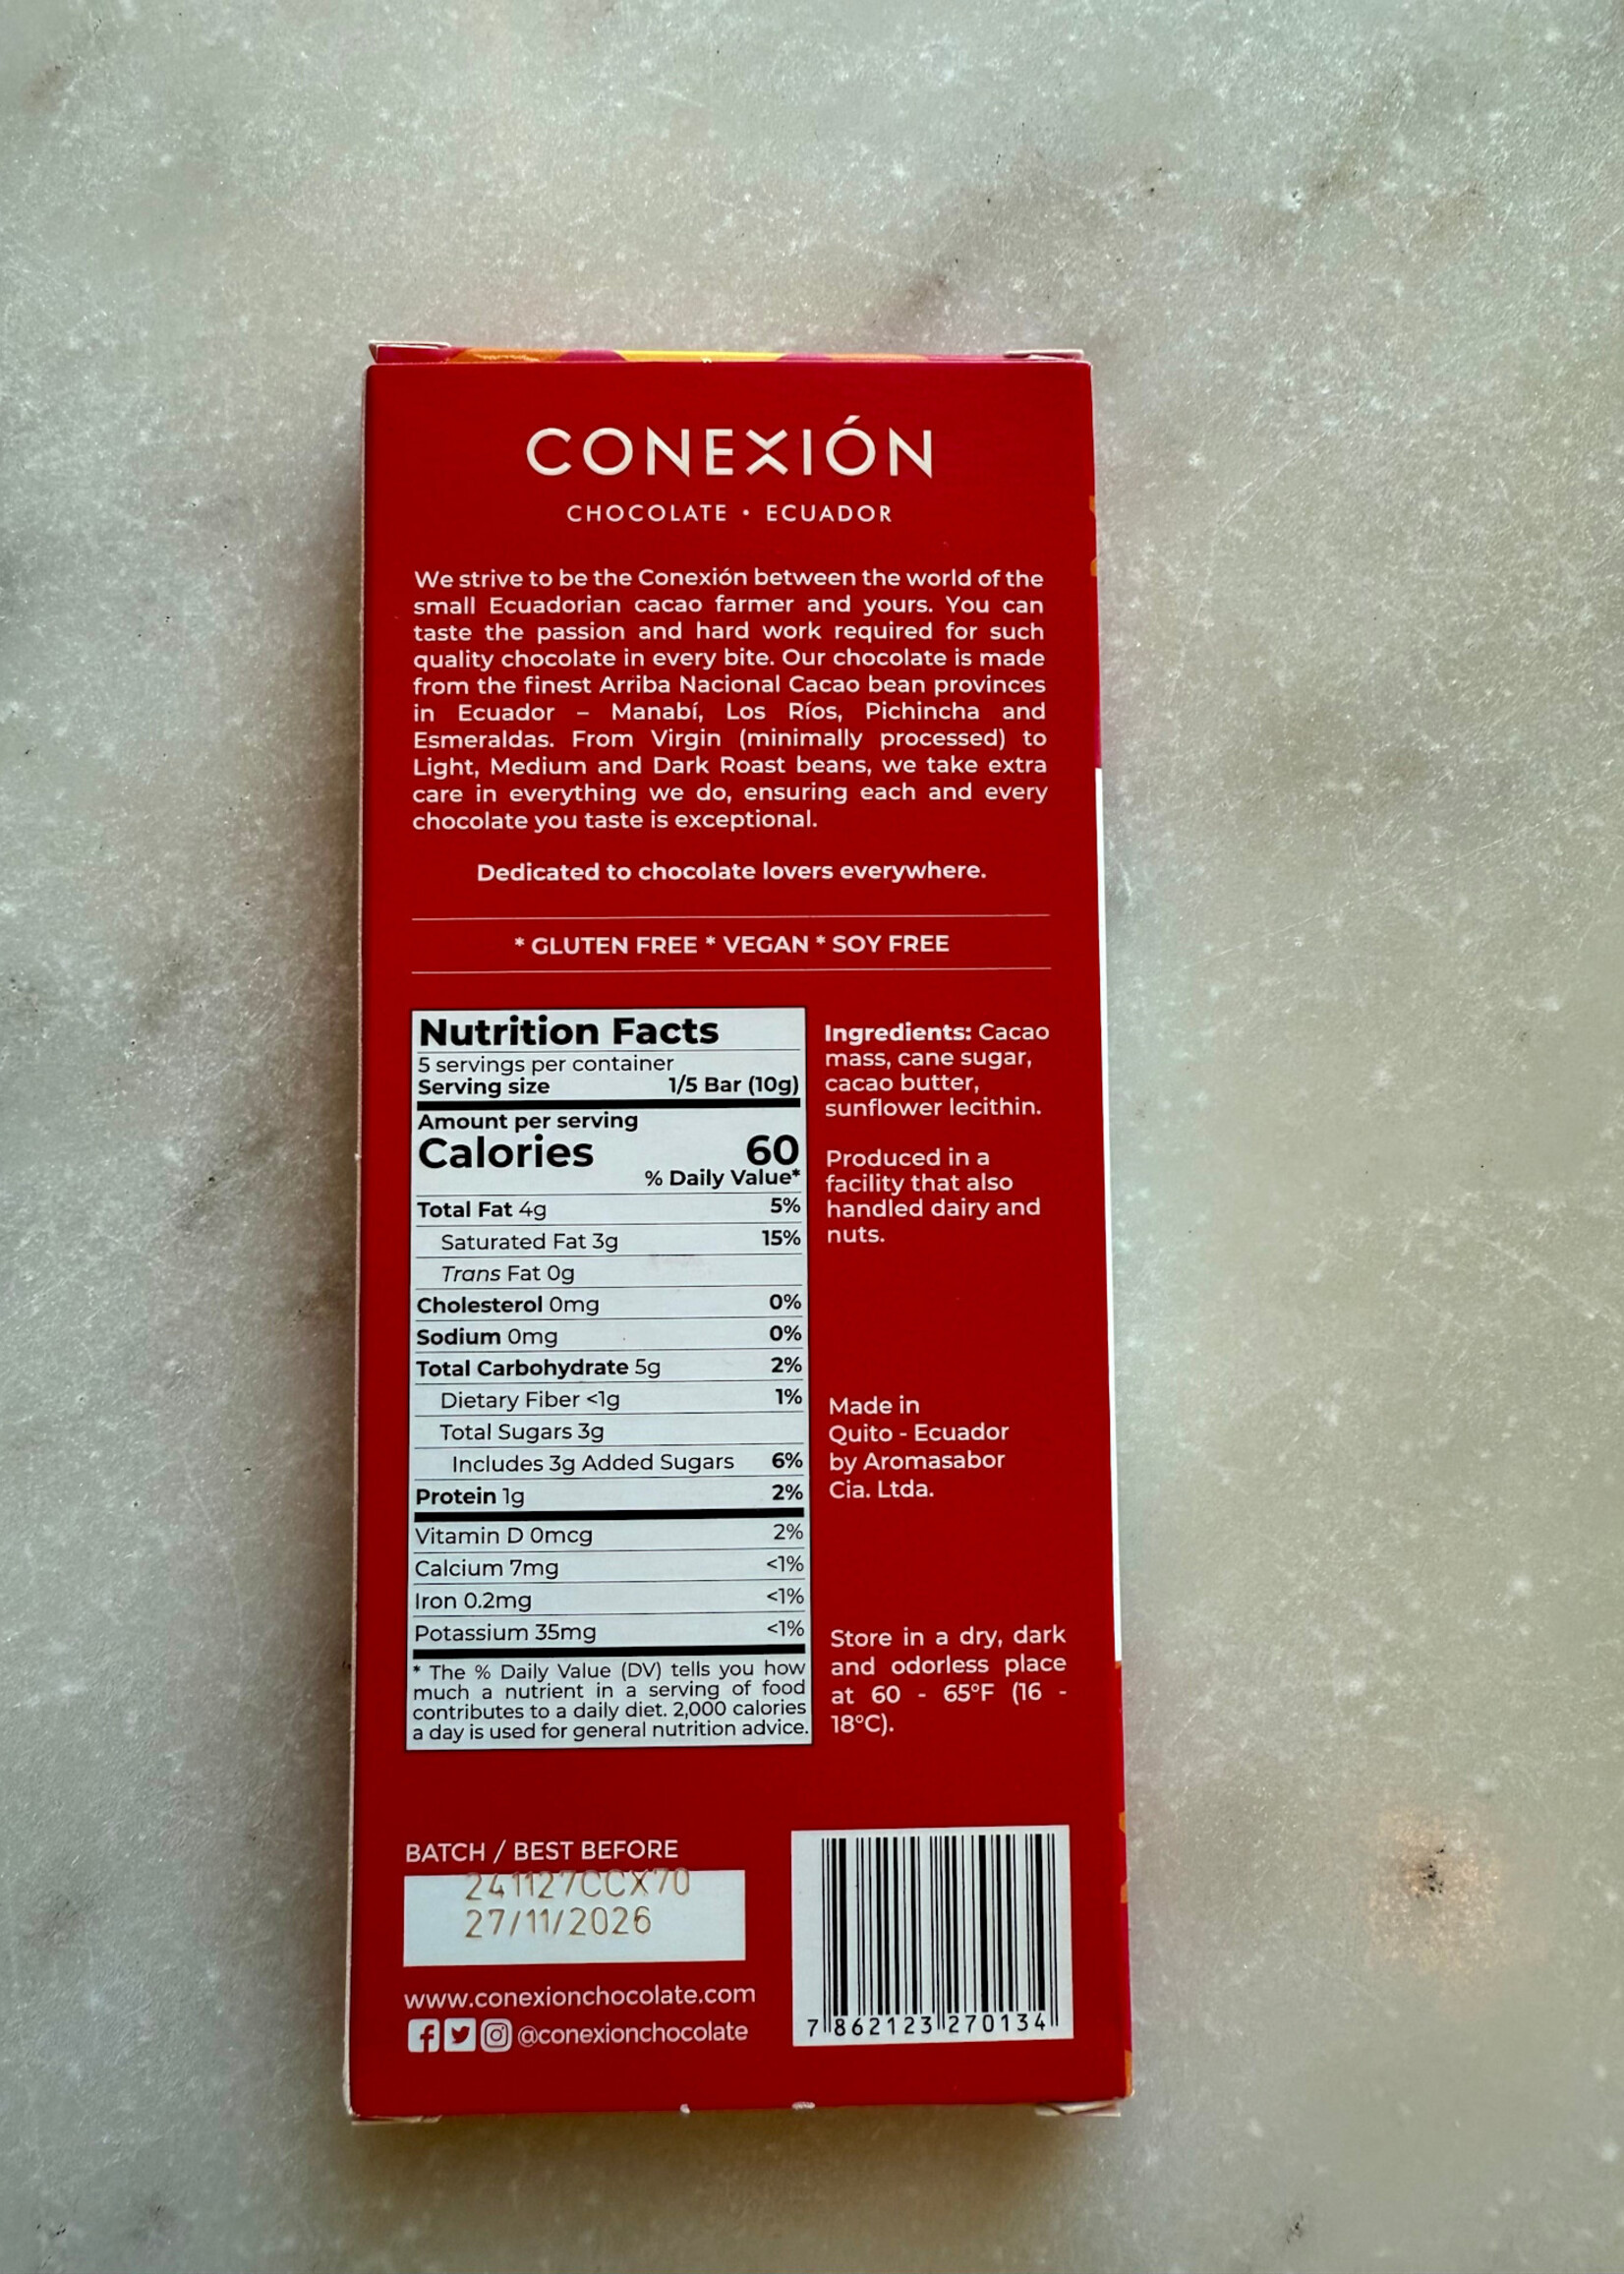 CONEXIÓN
CHOCOLATE • ECUADOR
We strive to be the Conexión between the world of the
small Ecuadorian cacao farmer and yours. You can
taste the passion and hard work required for such
quality chocolate in every bite. Our chocolate is made
from the finest Arriba Nacional Cacao bean provinces
in Ecuador – Manabí, Los Ríos, Pichincha and
Esmeraldas. From Virgin (minimally processed) to
Light, Medium and Dark Roast beans, we take extra
care in everything we do, ensuring each and every
chocolate you taste is exceptional.
Dedicated to chocolate lovers everywhere.
* GLUTEN FREE * VEGAN * SOY FREE
Nutrition Facts
5 servings per container
Serving size 1/5 Bar (10g)
Amount per serving
Calories 60
% Daily Value*
Total Fat 4g 5%
Saturated Fat 3g 15%
Trans Fat 0g
Cholesterol 0mg 0%
Sodium 0mg 0%
Total Carbohydrate 5g 2%
Dietary Fiber <1g 1%
Total Sugars 3g
Includes 3g Added Sugars 6%
Protein 1g 2%
Vitamin D 0mcg 2%
Calcium 7mg <1%
Iron 0.2mg <1%
Potassium 35mg <1%
* The % Daily Value (DV) tells you how
much a nutrient in a serving of food
contributes to a daily diet. 2,000 calories
a day is used for general nutrition advice.
Ingredients: Cacao
mass, cane sugar,
cacao butter,
sunflower lecithin.
Produced in a
facility that also
handled dairy and
nuts.
Made in
Quito - Ecuador
by Aromasabor
Cia. Ltda.
Store in a dry, dark
and odorless place
at 60 - 65°F (16 -
18°C).
BATCH / BEST BEFORE
241127CCX70
27/11/2026
www.conexionchocolate.com
@conexionchocolate
7 862123 270134